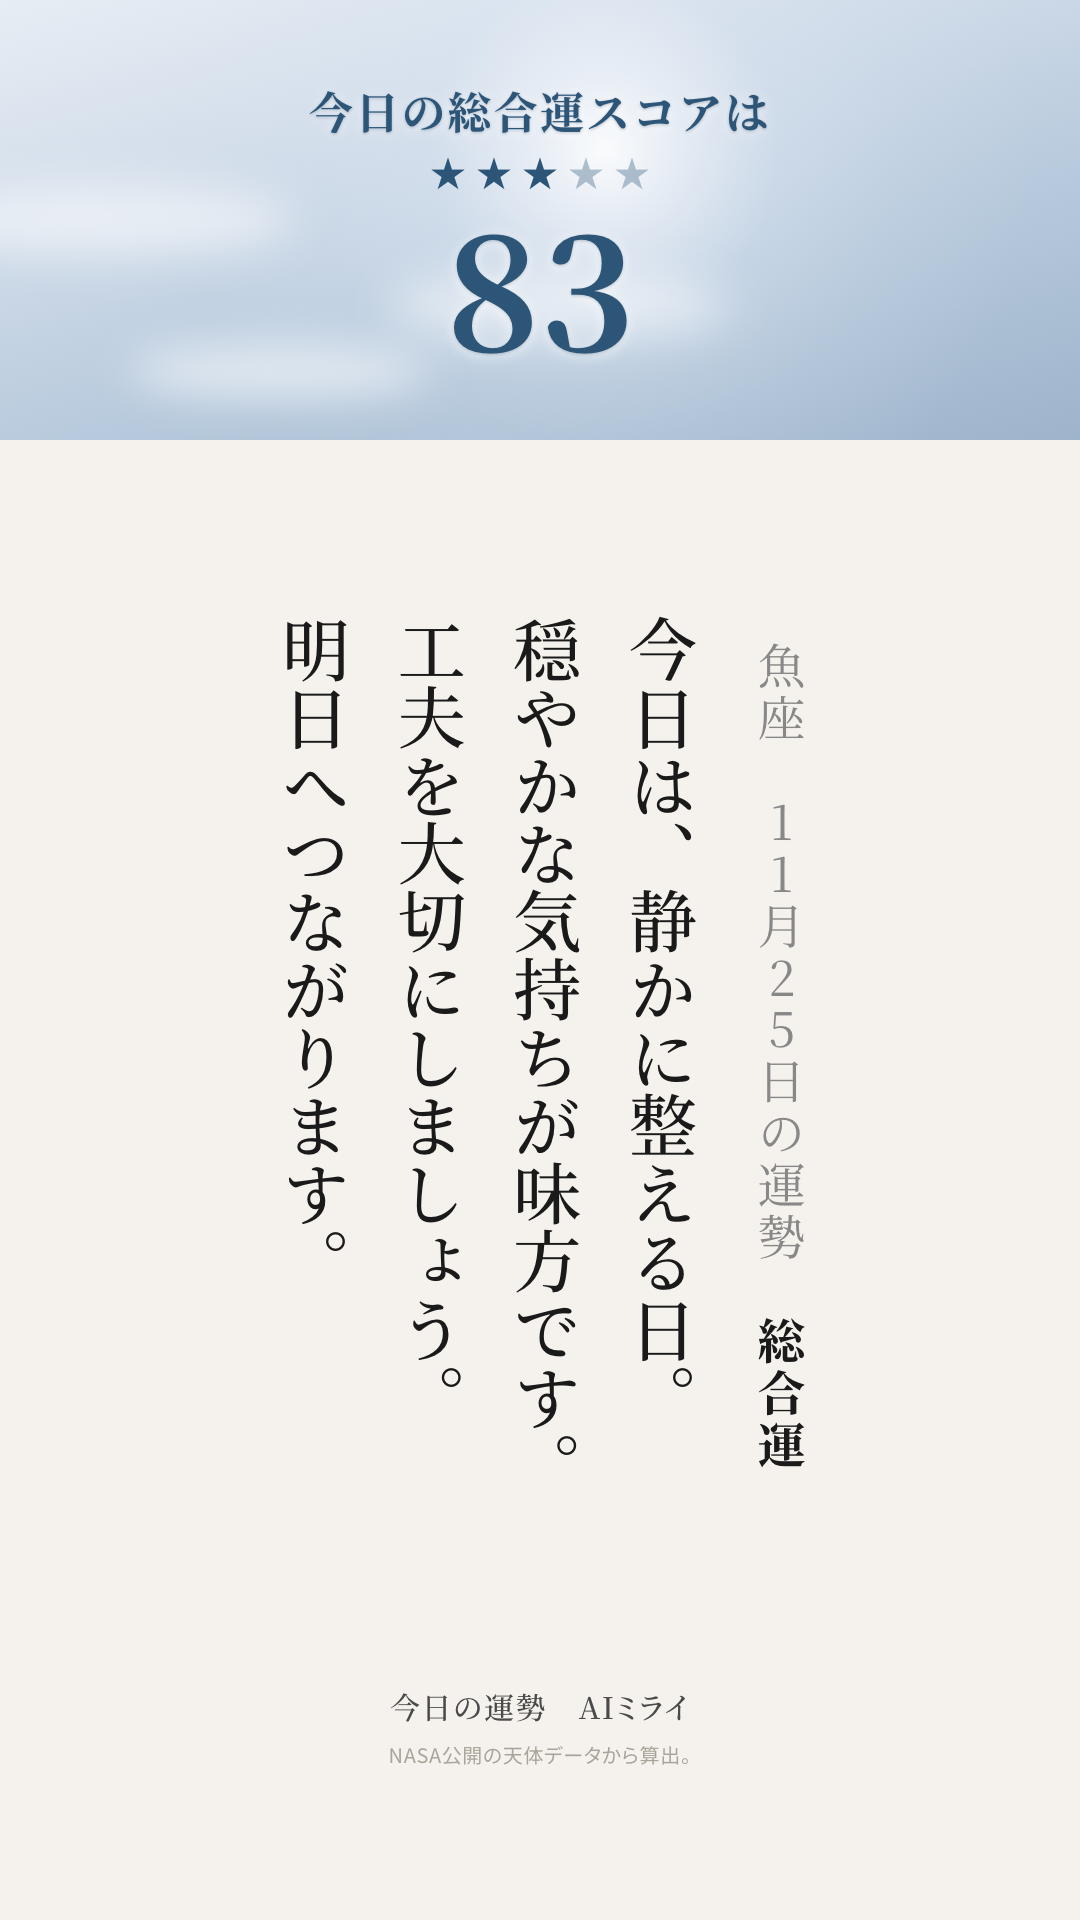 今日の総合運スコアは
★★★★★
83
魚座　11月25日の運勢　総合運
今日は、静かに整える日。
穏やかな気持ちが味方です。
工夫を大切にしましょう。
明日へつながります。
今日の運勢　AIミライ
NASA公開の天体データから算出。